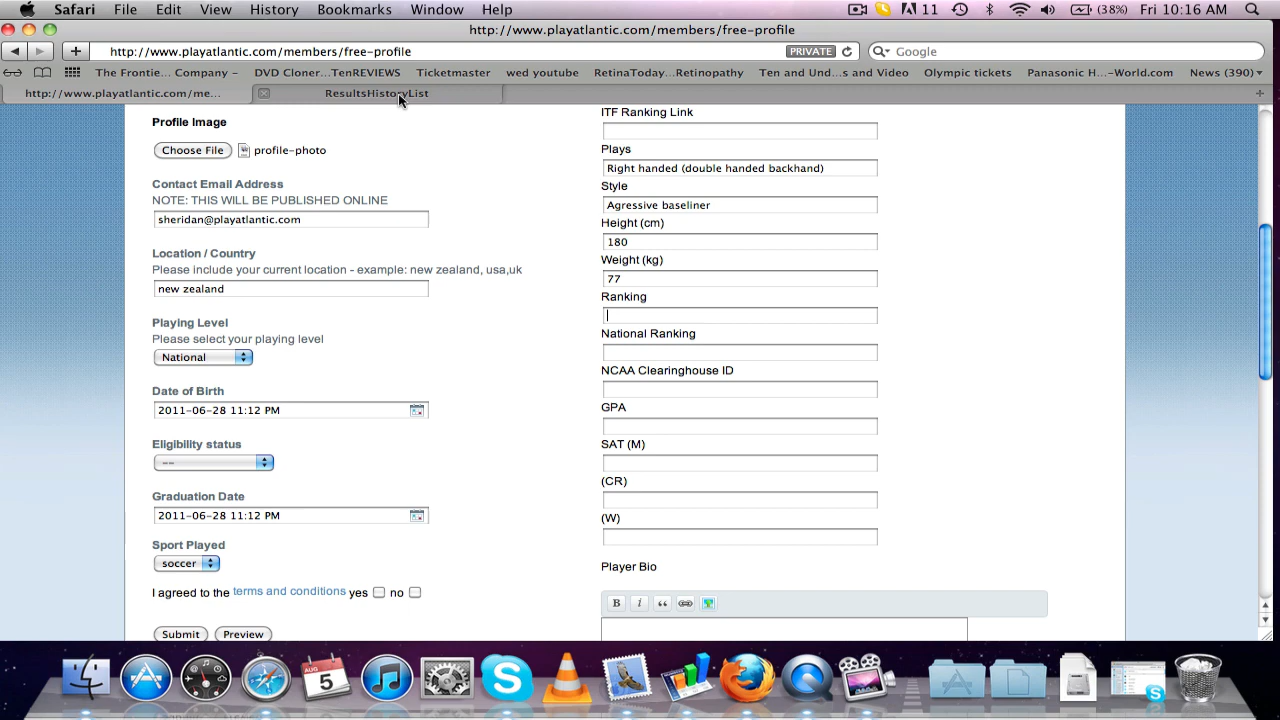 Safari File Edit View History Bookmarks Window Help 11 (38%) Fri 10:16 AM
http://www.playatlantic.com/members/free-profile
http://www.playatlantic.com/members/free-profile PRIVATE Google
The Frontie... Company – DVD Cloner...TenREVIEWS Ticketmaster wed youtube RetinaToday...Retinopathy Ten and Und...s and Video Olympic tickets Panasonic H...-World.com News (390)
http://www.playatlantic.com/me... ResultsHistoryList
Profile Image
Choose File profile-photo
Contact Email Address
NOTE: THIS WILL BE PUBLISHED ONLINE
sheridan@playatlantic.com
Location / Country
Please include your current location - example: new zealand, usa,uk
new zealand
Playing Level
Please select your playing level
National
Date of Birth
2011-06-28 11:12 PM
Eligibility status
--
Graduation Date
2011-06-28 11:12 PM
Sport Played
soccer
I agreed to the terms and conditions yes no
Submit Preview
ITF Ranking Link
Plays
Right handed (double handed backhand)
Style
Agressive baseliner
Height (cm)
180
Weight (kg)
77
Ranking
National Ranking
NCAA Clearinghouse ID
GPA
SAT (M)
(CR)
(W)
Player Bio
B i
AUG
5